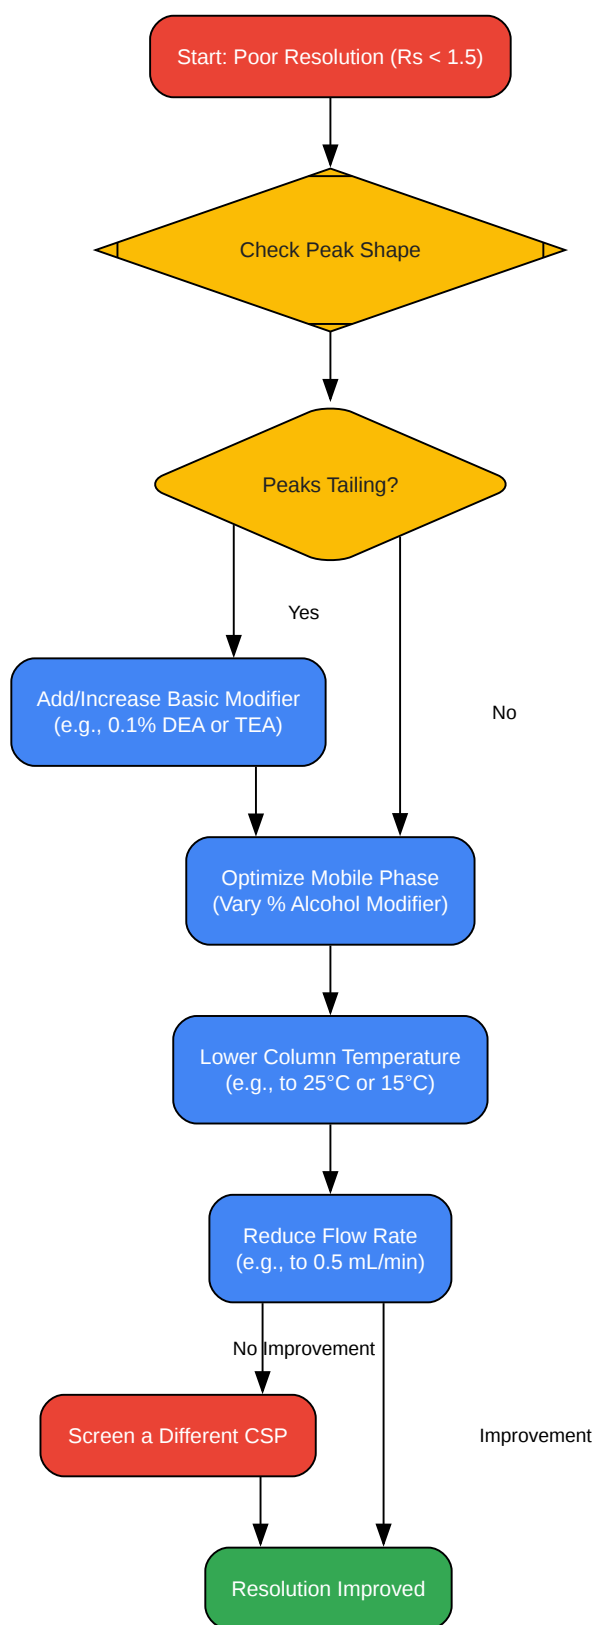 Start: Poor Resolution (Rs < 1.5)
Check Peak Shape
Peaks Tailing?
Yes
Add/Increase Basic Modifier
(e.g., 0.1% DEA or TEA)
No
Optimize Mobile Phase
(Vary % Alcohol Modifier)
Lower Column Temperature
(e.g., to 25°C or 15°C)
Reduce Flow Rate
(e.g., to 0.5 mL/min)
No Improvement
Screen a Different CSP
Improvement
Resolution Improved